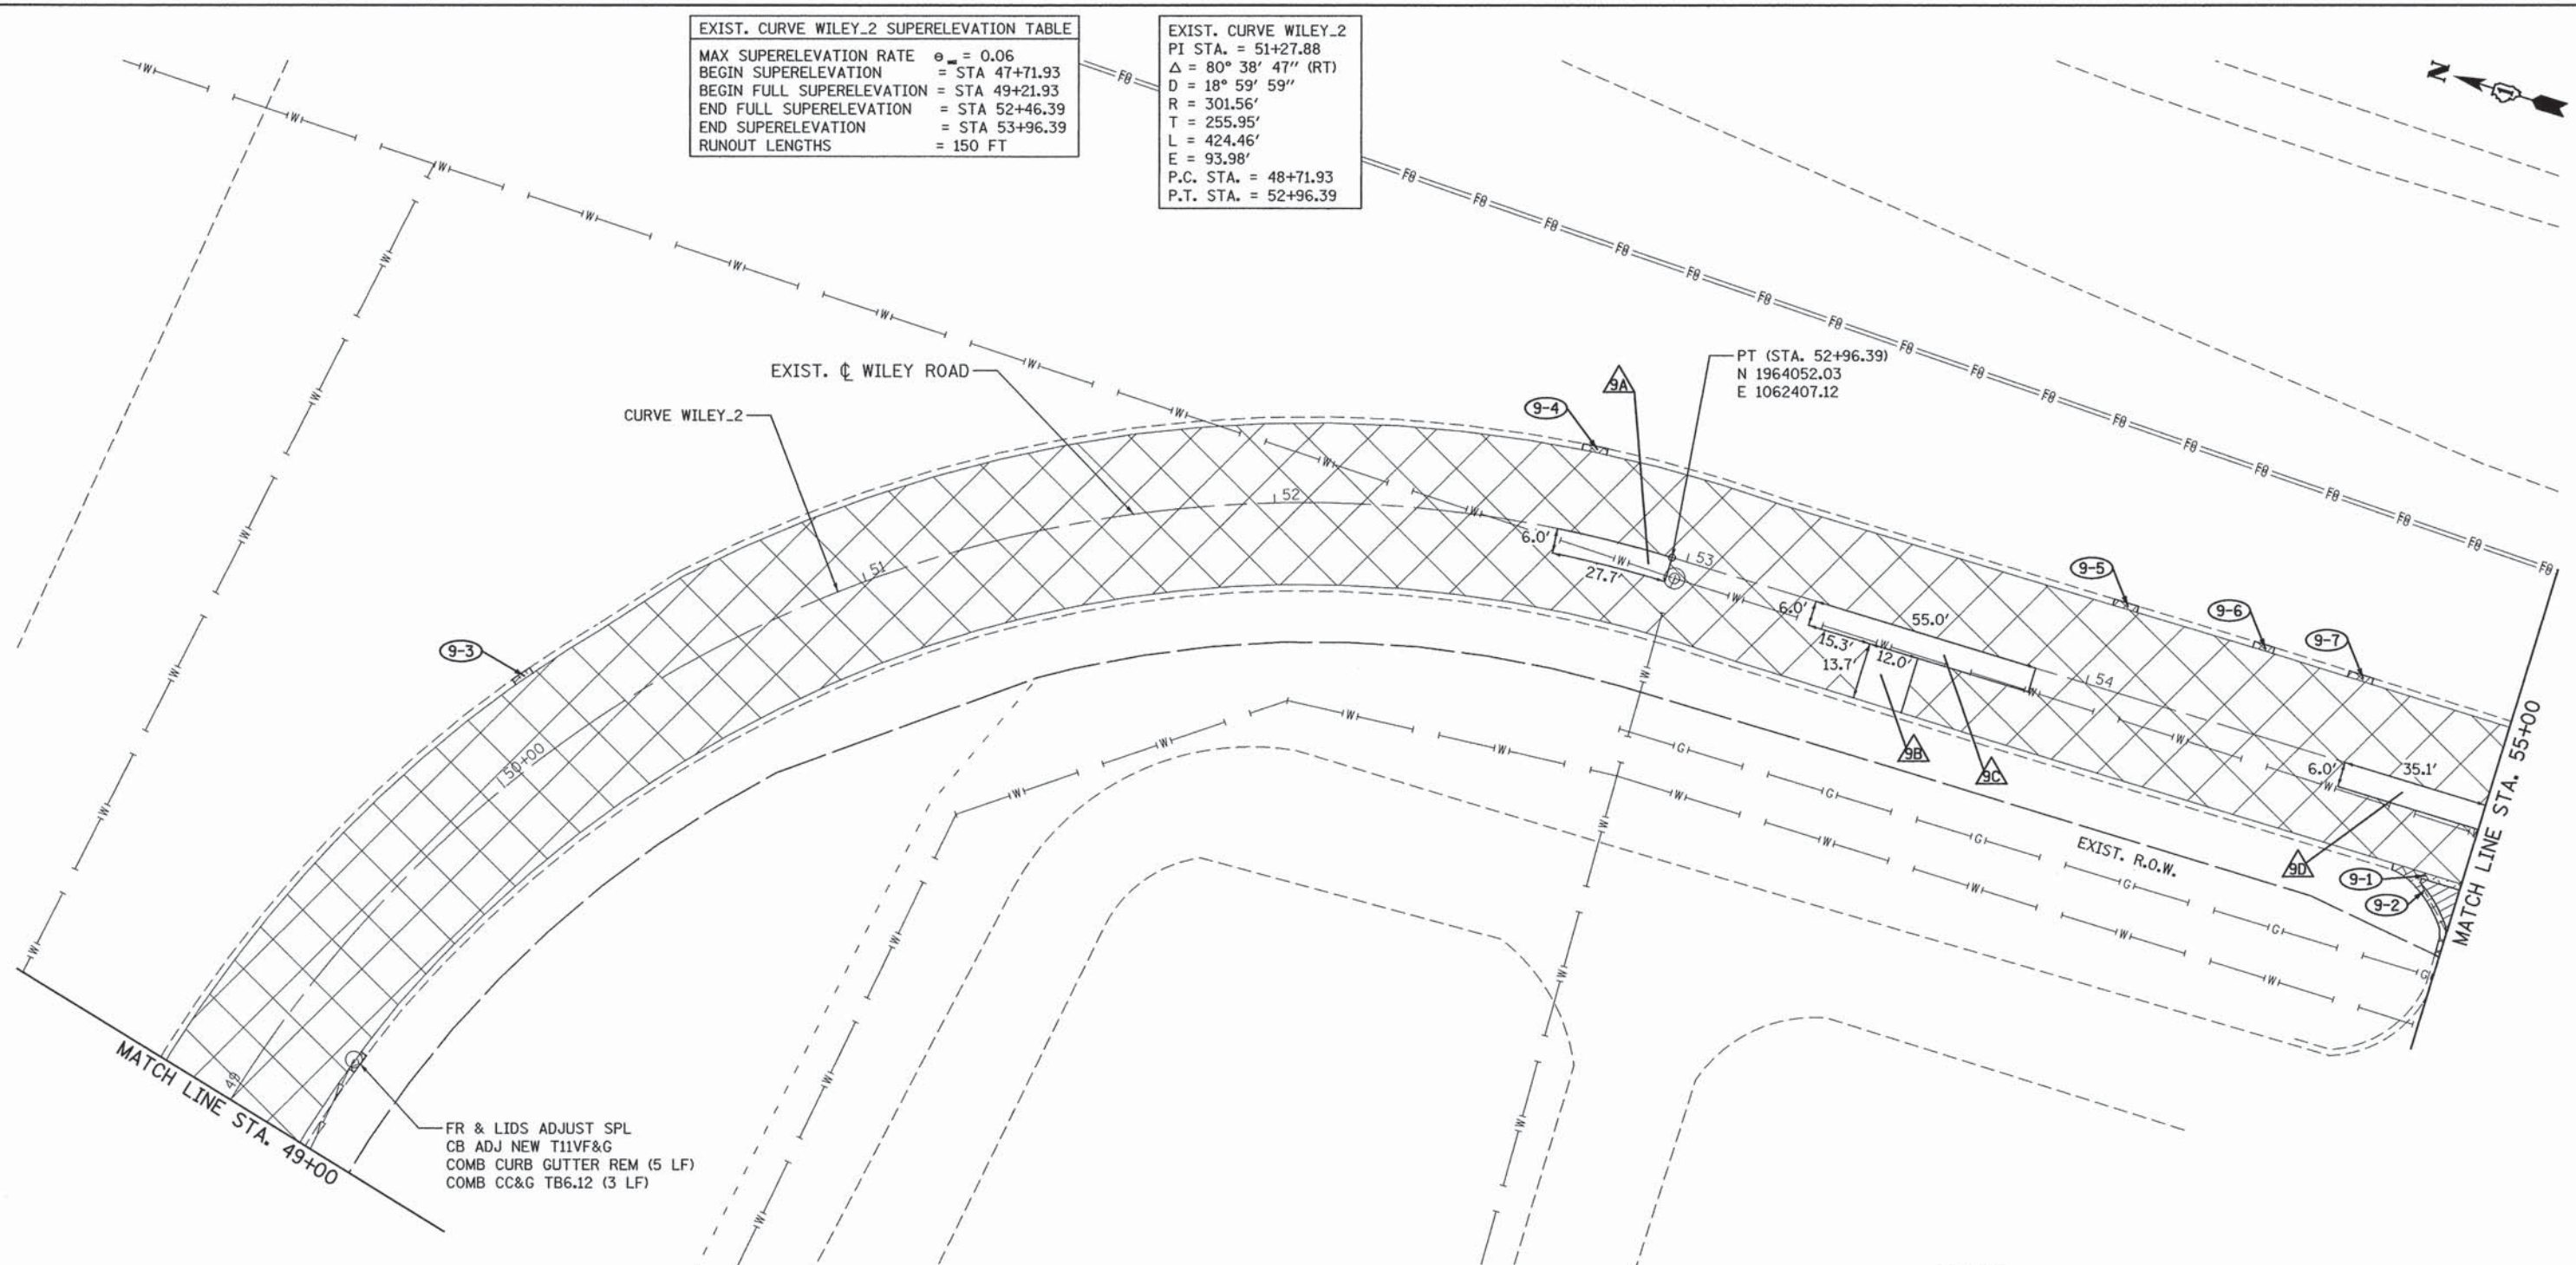 EXIST. CURVE WILEY_2 SUPERELEVATION TABLE
MAX SUPERELEVATION RATE e = 0.06
BEGIN SUPERELEVATION = STA 47+71.93
BEGIN FULL SUPERELEVATION = STA 49+21.93
END FULL SUPERELEVATION = STA 52+46.39
END SUPERELEVATION = STA 53+96.39
RUNOUT LENGTHS = 150 FT
EXIST. CURVE WILEY_2
PI STA. = 51+27.88
Δ = 80° 38' 47" (RT)
D = 18° 59' 59"
R = 301.56'
T = 255.95'
L = 424.46'
E = 93.98'
P.C. STA. = 48+71.93
P.T. STA. = 52+96.39
N
EXIST. ℄ WILEY ROAD
CURVE WILEY_2
PT (STA. 52+96.39)
N 1964052.03
E 1062407.12
9A
9-4
9-3
9-5
9-6
9-7
49
50+00
51
52
53
54
6.0'
27.7'
6.0'
55.0'
15.3'
13.7'
12.0'
6.0'
35.1'
9B
9C
9D
9-1
9-2
EXIST. R.O.W.
MATCH LINE STA. 55+00
MATCH LINE STA. 49+00
FR & LIDS ADJUST SPL
CB ADJ NEW T11VF&G
COMB CURB GUTTER REM (5 LF)
COMB CC&G TB6.12 (3 LF)